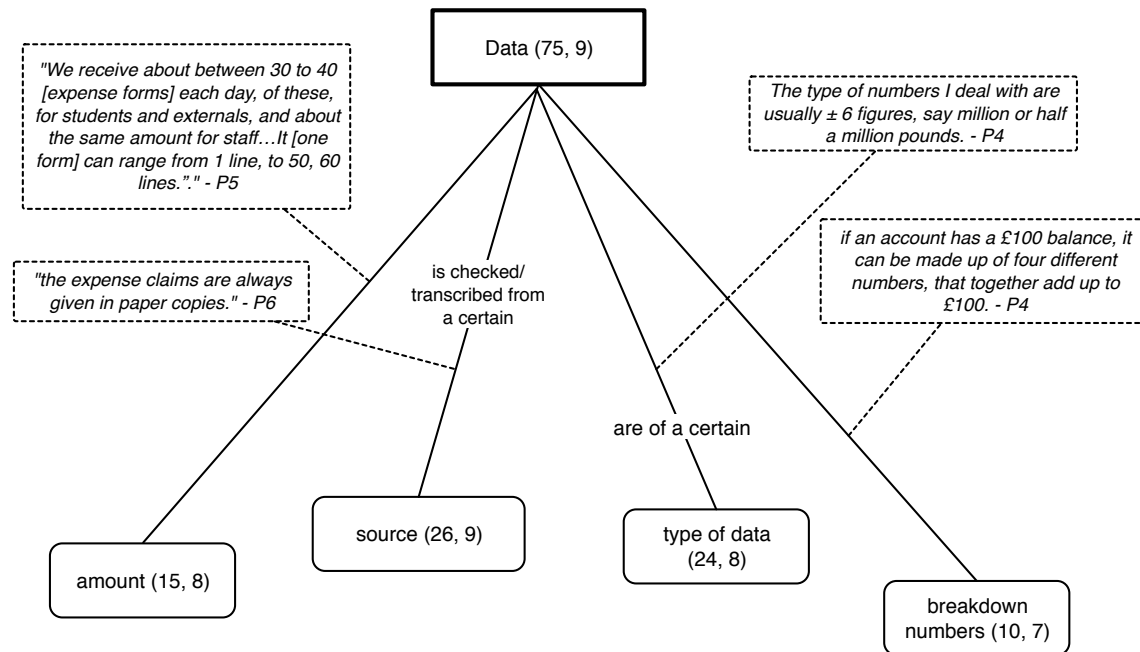 Data (75, 9)
"We receive about between 30 to 40
[expense forms] each day, of these,
for students and externals, and about
the same amount for staff…It [one
form] can range from 1 line, to 50, 60
lines.”." - P5
The type of numbers I deal with are
usually ± 6 figures, say million or half
a million pounds. - P4
"the expense claims are always
given in paper copies." - P6
is checked/
transcribed from
a certain
if an account has a £100 balance, it
can be made up of four different
numbers, that together add up to
£100. - P4
are of a certain
amount (15, 8)
source (26, 9)
type of data
(24, 8)
breakdown
numbers (10, 7)